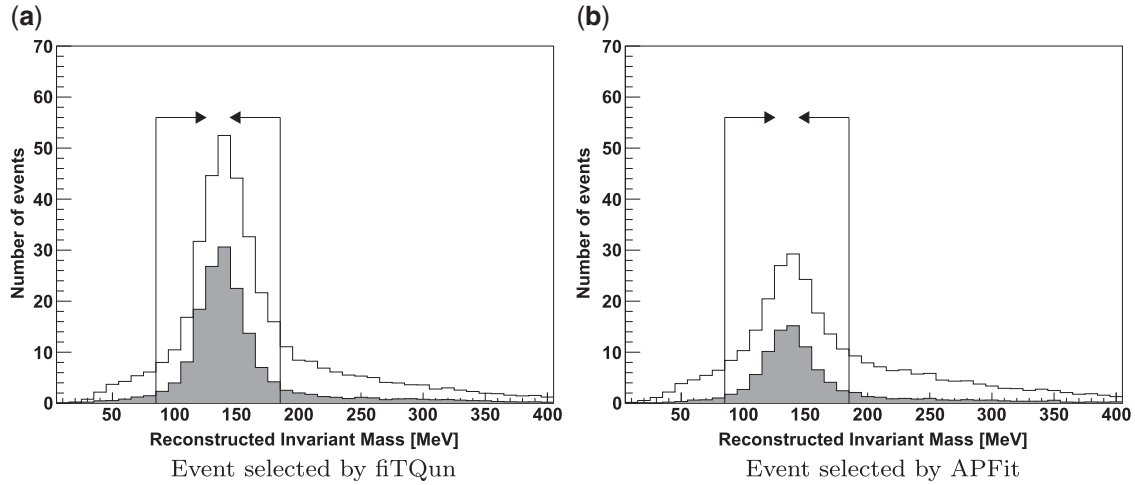 (a)
70
60
50
40
30
20
10
0
Number of events
50 100 150 200 250 300 350 400
Reconstructed Invariant Mass [MeV]
Event selected by fiTQun
(b)
70
60
50
40
30
20
10
0
Number of events
50 100 150 200 250 300 350 400
Reconstructed Invariant Mass [MeV]
Event selected by APFit